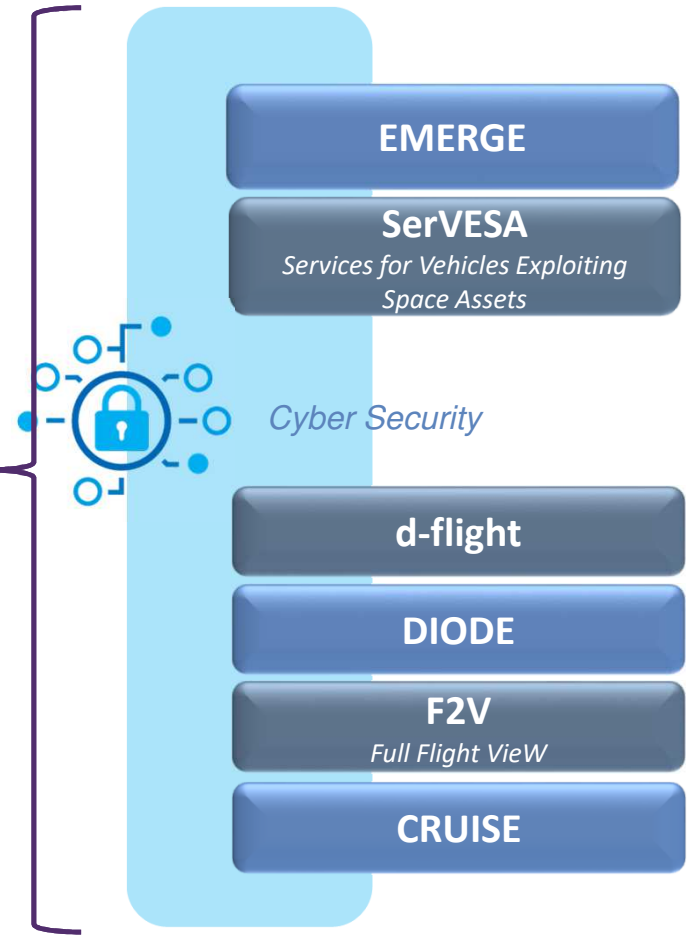 EMERGE
SerVESA
Services for Vehicles Exploiting
Space Assets
Cyber Security
d-flight
DIODE
F2V
Full Flight VieW
CRUISE